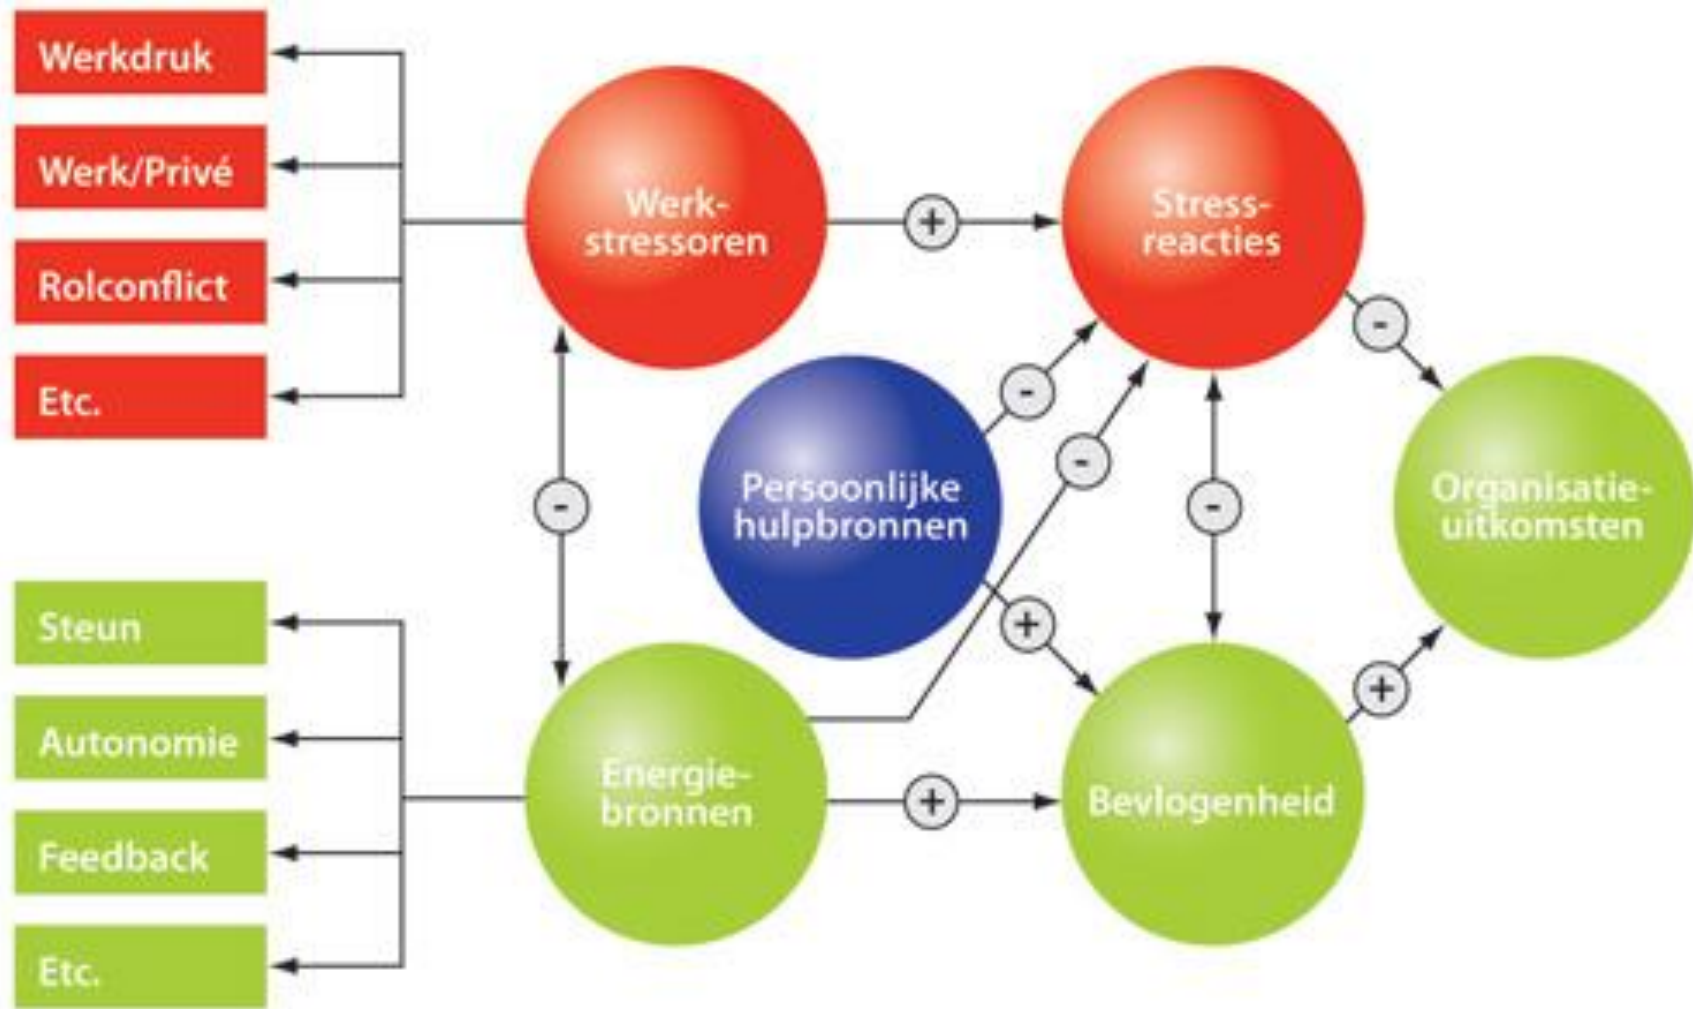 Werkdruk
Werk/Privé
Rolconflict
Etc.
Steun
Autonomie
Feedback
Etc.
Werk-
stressoren
+
Stress-
reacties
-
-
-
-
-
Persoonlijke
hulpbronnen
+
Organisatie-
uitkomsten
+
Energie-
bronnen
+
Bevlogenheid